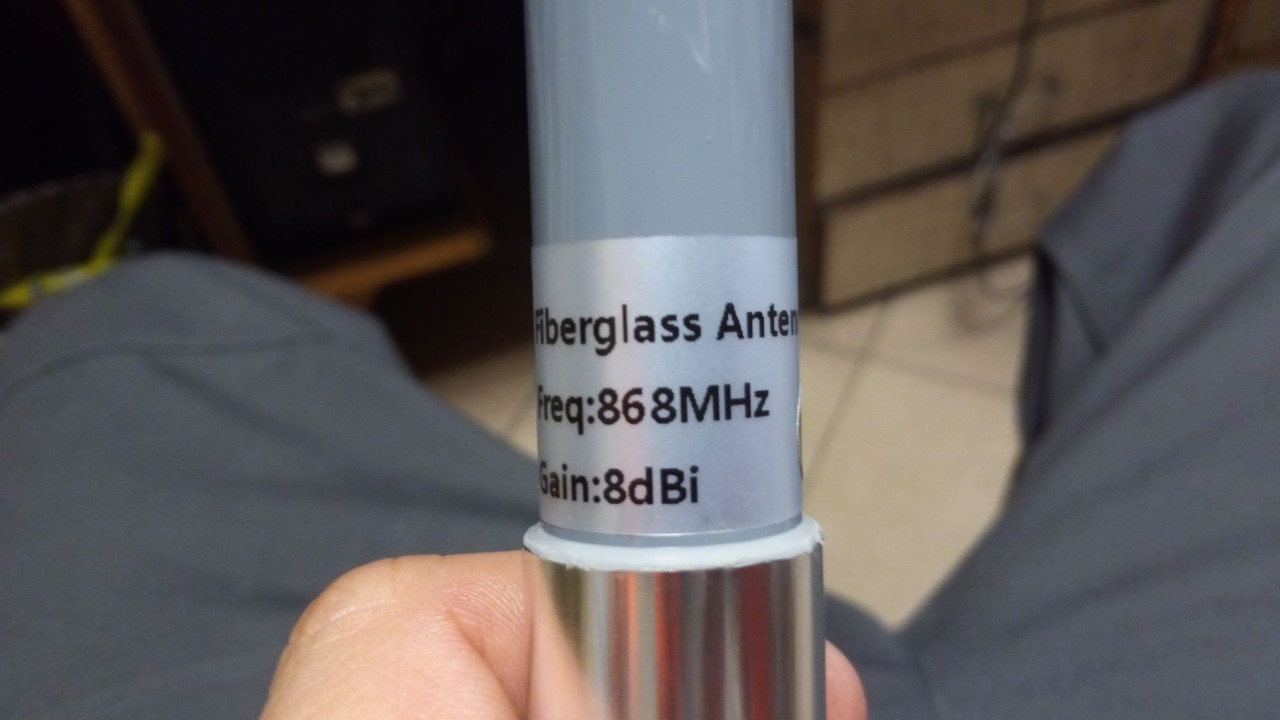 Fiberglass Anten
Freq:868MHz
Gain:8dBi